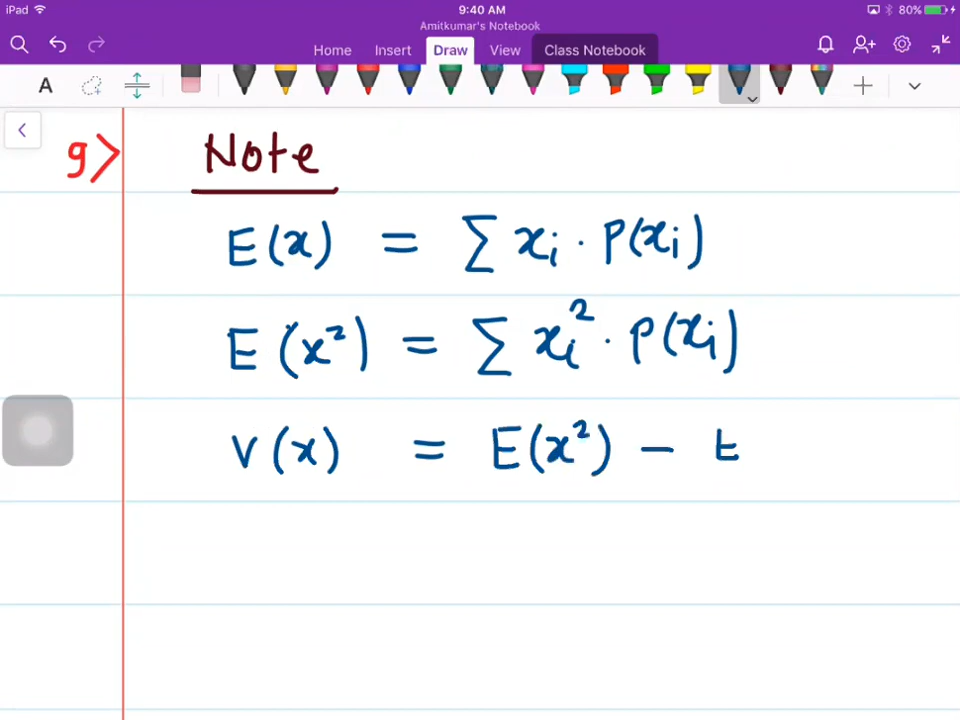 iPad 9:40 AM 80%
Amitkumar's Notebook
Home Insert Draw View Class Notebook
A
g> Note
E(x) = ∑ xᵢ · P(xᵢ)
E(x²) = ∑ xᵢ² · P(xᵢ)
V(x) = E(x²) - E